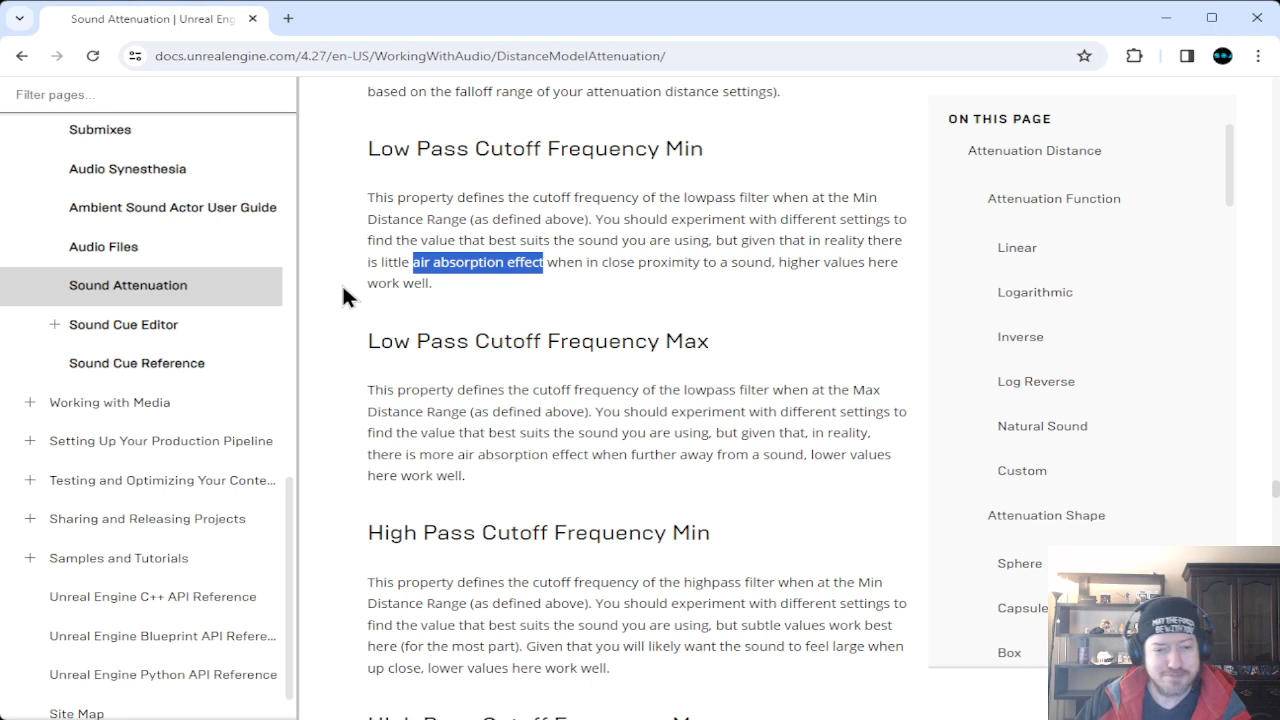 Sound Attenuation | Unreal Eng
docs.unrealengine.com/4.27/en-US/WorkingWithAudio/DistanceModelAttenuation/
Filter pages...
Submixes
Audio Synesthesia
Ambient Sound Actor User Guide
Audio Files
Sound Attenuation
Sound Cue Editor
Sound Cue Reference
Working with Media
Setting Up Your Production Pipeline
Testing and Optimizing Your Conte...
Sharing and Releasing Projects
Samples and Tutorials
Unreal Engine C++ API Reference
Unreal Engine Blueprint API Refere...
Unreal Engine Python API Reference
Site Map
based on the falloff range of your attenuation distance settings).
Low Pass Cutoff Frequency Min
This property defines the cutoff frequency of the lowpass filter when at the Min
Distance Range (as defined above). You should experiment with different settings to
find the value that best suits the sound you are using, but given that in reality there
is little air absorption effect when in close proximity to a sound, higher values here
work well.
Low Pass Cutoff Frequency Max
This property defines the cutoff frequency of the lowpass filter when at the Max
Distance Range (as defined above). You should experiment with different settings to
find the value that best suits the sound you are using, but given that, in reality,
there is more air absorption effect when further away from a sound, lower values
here work well.
High Pass Cutoff Frequency Min
This property defines the cutoff frequency of the highpass filter when at the Min
Distance Range (as defined above). You should experiment with different settings to
find the value that best suits the sound you are using, but subtle values work best
here (for the most part). Given that you will likely want the sound to feel large when
up close, lower values here work well.
ON THIS PAGE
Attenuation Distance
Attenuation Function
Linear
Logarithmic
Inverse
Log Reverse
Natural Sound
Custom
Attenuation Shape
Sphere
Capsule
Box
MAY THE FORCE
BE WITH YOU